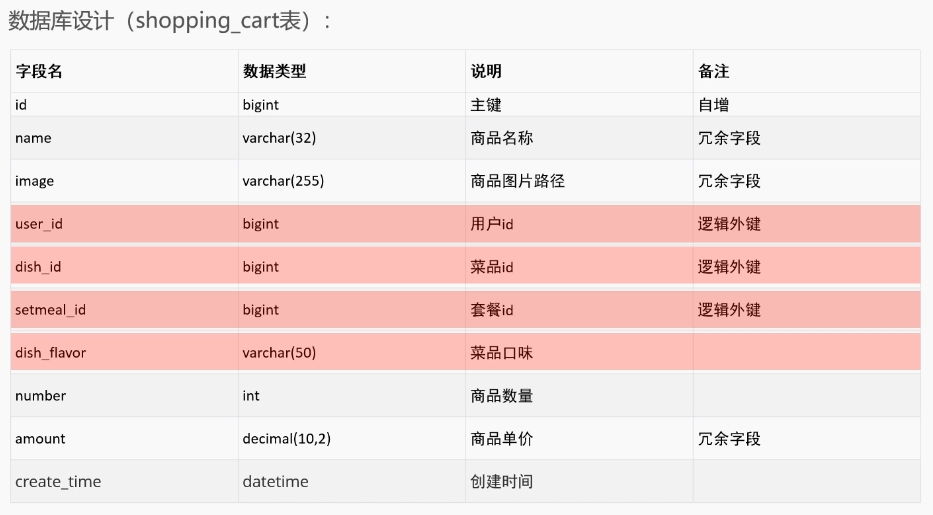 数据库设计（shopping_cart表）：
字段名 数据类型 说明 备注
id bigint 主键 自增
name varchar(32) 商品名称 冗余字段
image varchar(255) 商品图片路径 冗余字段
user_id bigint 用户id 逻辑外键
dish_id bigint 菜品id 逻辑外键
setmeal_id bigint 套餐id 逻辑外键
dish_flavor varchar(50) 菜品口味
number int 商品数量
amount decimal(10,2) 商品单价 冗余字段
create_time datetime 创建时间